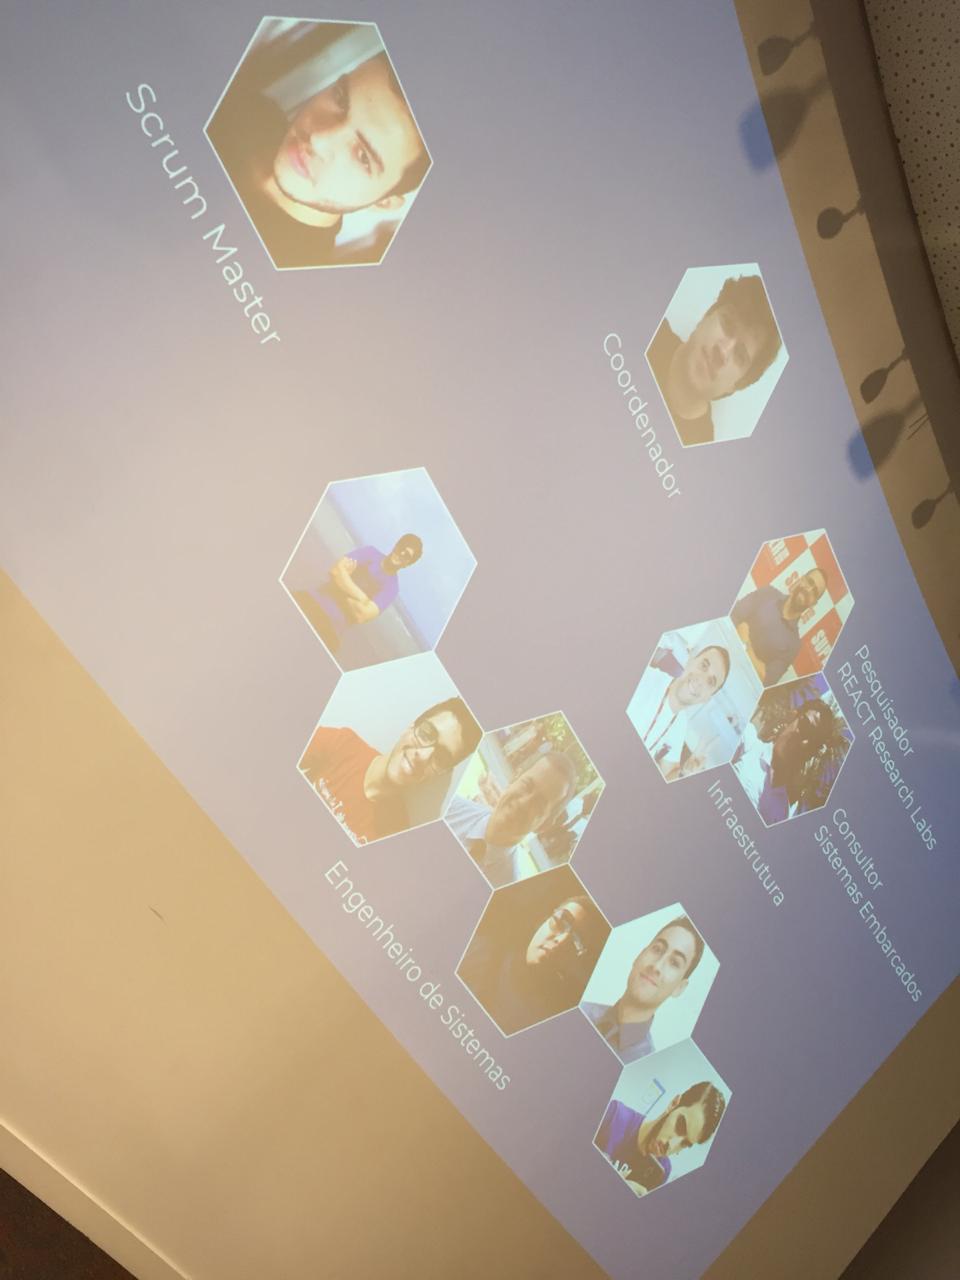 Scrum Master
Coordenador
Pesquisador
REACT Research Labs
Consultor
Sistemas Embarcados
Infraestrutura
Engenheiro de Sistemas